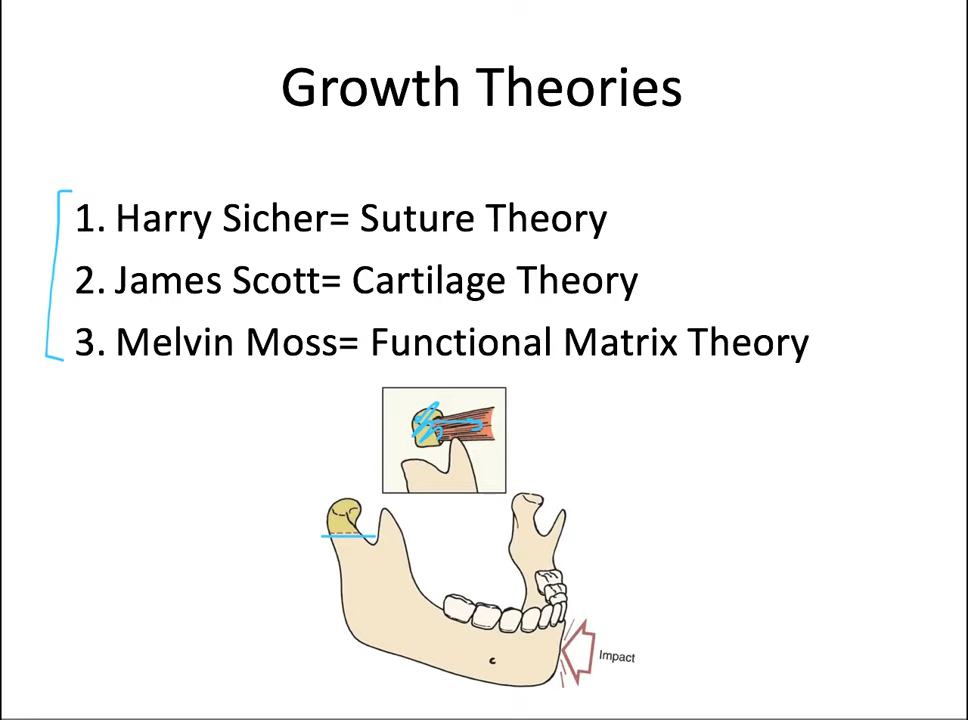 Growth Theories
1. Harry Sicher= Suture Theory
2. James Scott= Cartilage Theory
3. Melvin Moss= Functional Matrix Theory
Impact